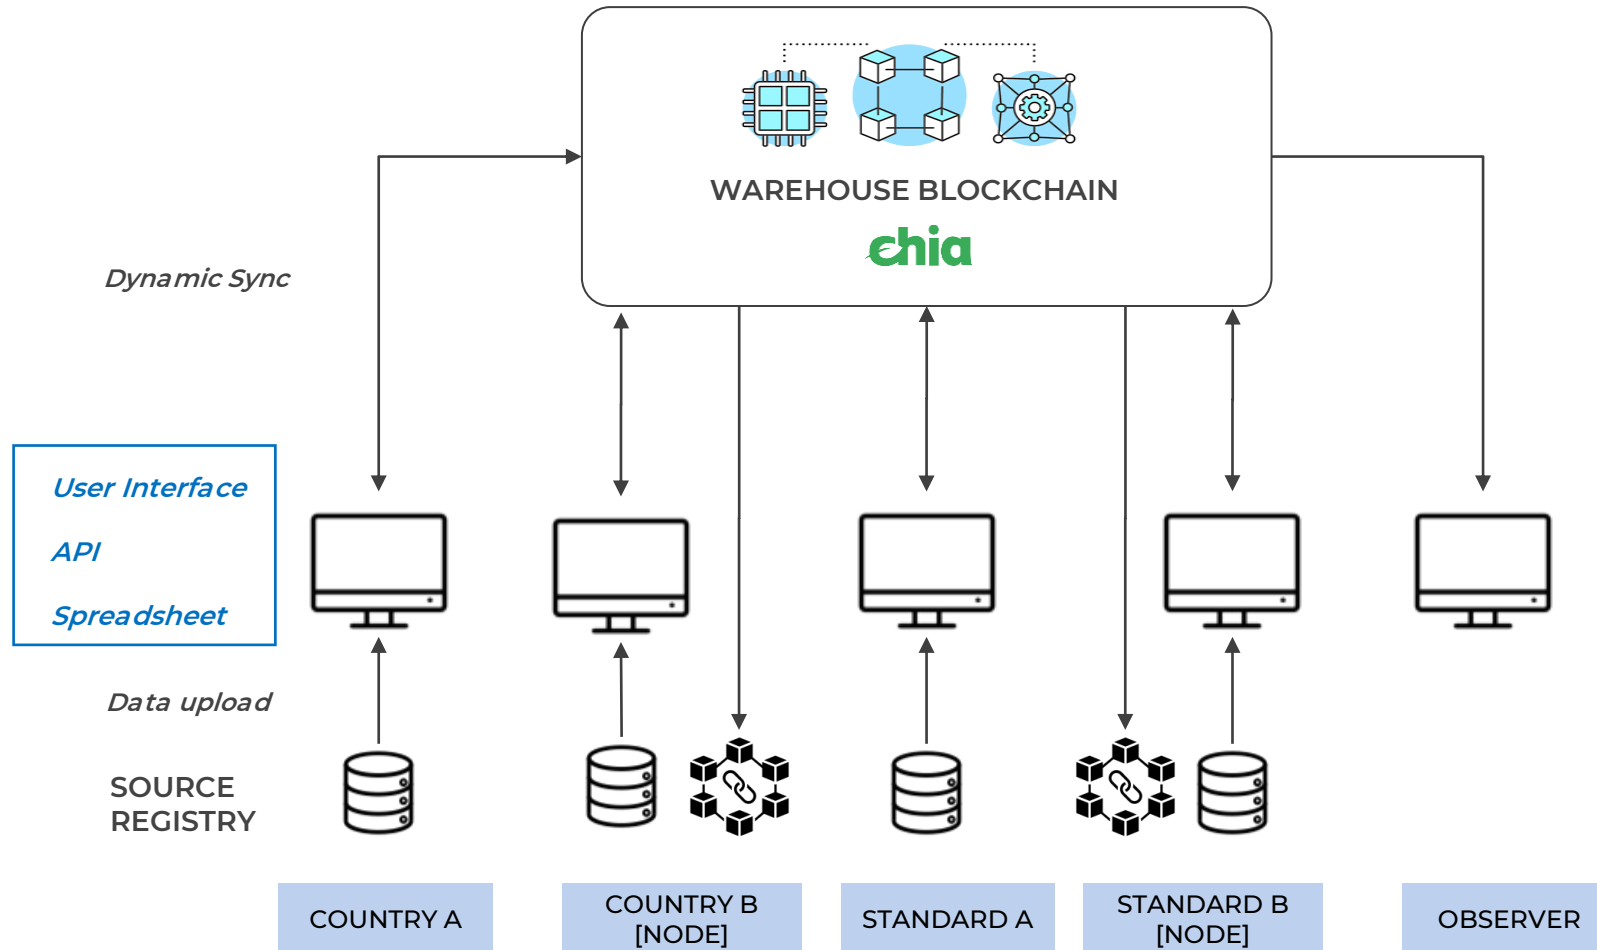 WAREHOUSE BLOCKCHAIN
chia
Dynamic Sync
User Interface
API
Spreadsheet
Data upload
SOURCE
REGISTRY
COUNTRY A
COUNTRY B
[NODE]
STANDARD A
STANDARD B
[NODE]
OBSERVER